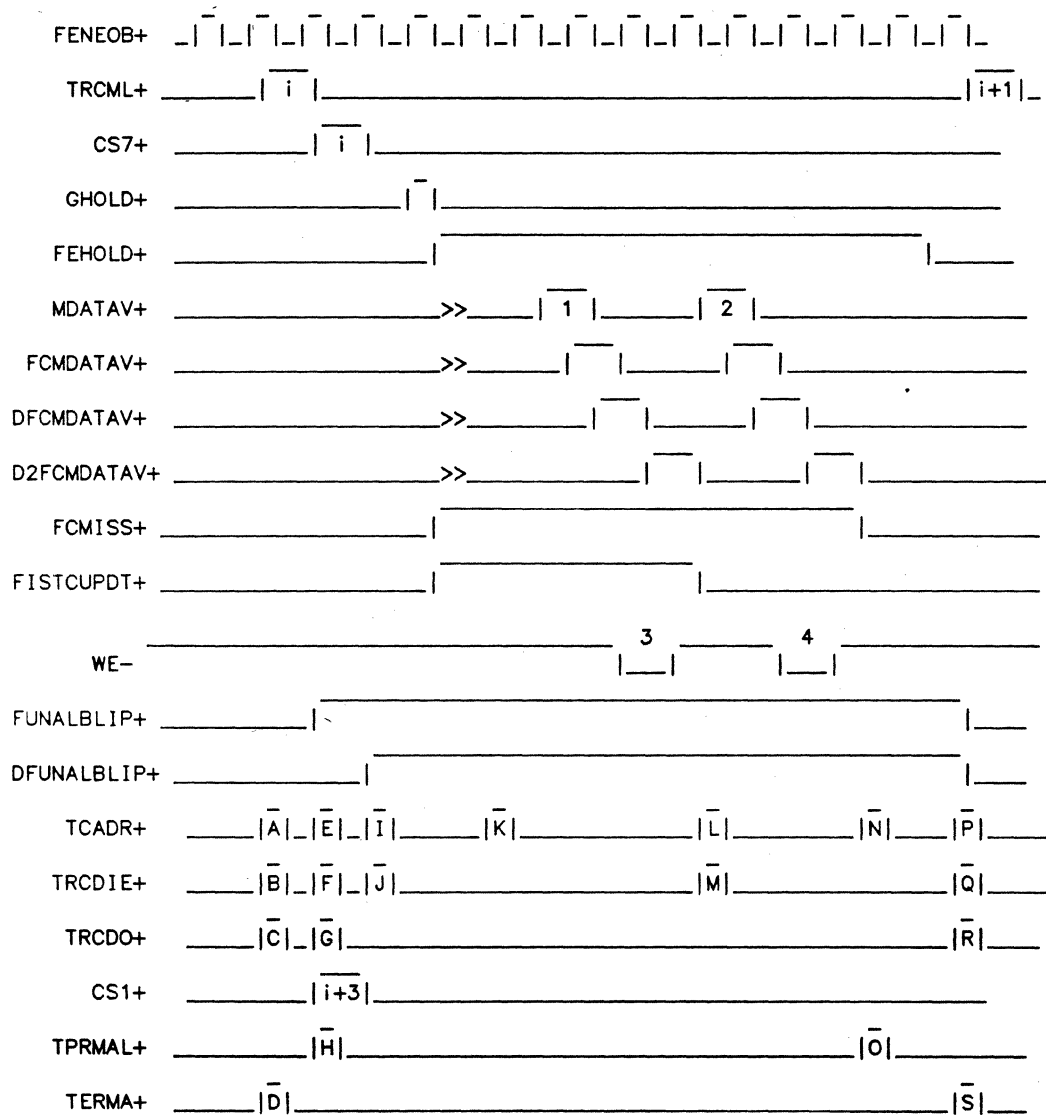 FENEOB+
TRCML+ i i+1
CS7+ i
GHOLD+
FEHOLD+
MDATAV+ >> 1 2
FCMDATAV+ >>
DFCMDATAV+ >>
D2FCMDATAV+ >>
FCMISS+
FISTCUPDT+
3 4
WE-
FUNALBLIP+
DFUNALBLIP+
TCADR+ A E I K L N P
TRCDIE+ B F J M Q
TRCDO+ C G R
CS1+ i+3
TPRMAL+ H O
TERMA+ D S